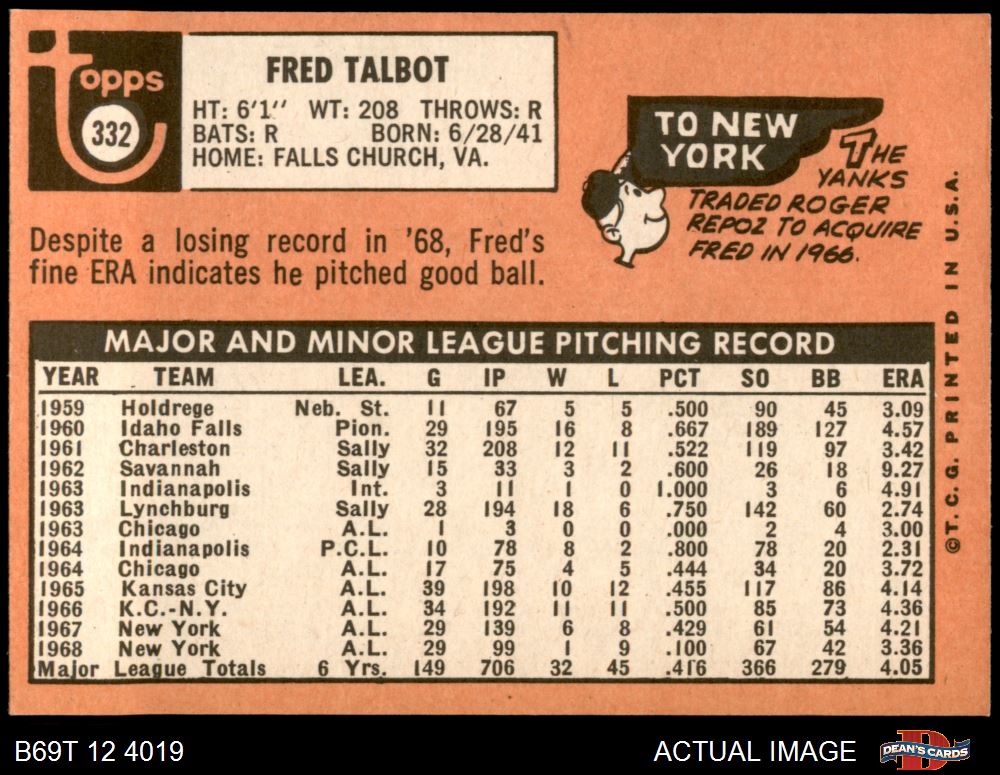 topps
332
FRED TALBOT
HT: 6'1" WT: 208 THROWS: R
BATS: R BORN: 6/28/41
HOME: FALLS CHURCH, VA.
TO NEW
YORK
THE
YANKS
TRADED ROGER
REPOZ TO ACQUIRE
FRED IN 1966.
Despite a losing record in '68, Fred's
fine ERA indicates he pitched good ball.
MAJOR AND MINOR LEAGUE PITCHING RECORD
YEAR TEAM LEA. G IP W L PCT SO BB ERA
1959 Holdrege Neb. St. 11 67 5 5 .500 90 45 3.09
1960 Idaho Falls Pion. 29 195 16 8 .667 189 127 4.57
1961 Charleston Sally 32 208 12 11 .522 119 97 3.42
1962 Savannah Sally 15 33 3 2 .600 26 18 9.27
1963 Indianapolis Int. 3 11 1 0 1.000 3 6 4.91
1963 Lynchburg Sally 28 194 18 6 .750 142 60 2.74
1963 Chicago A.L. 1 3 0 0 .000 2 4 3.00
1964 Indianapolis P.C.L. 10 78 8 2 .800 78 20 2.31
1964 Chicago A.L. 17 75 4 5 .444 34 20 3.72
1965 Kansas City A.L. 39 198 10 12 .455 117 86 4.14
1966 K.C.-N.Y. A.L. 34 192 11 11 .500 85 73 4.36
1967 New York A.L. 29 139 6 8 .429 61 54 4.21
1968 New York A.L. 29 99 1 9 .100 67 42 3.36
Major League Totals 6 Yrs. 149 706 32 45 .416 366 279 4.05
©T.C.G. PRINTED IN U.S.A.
B69T 12 4019
ACTUAL IMAGE
D
DEAN'S CARDS